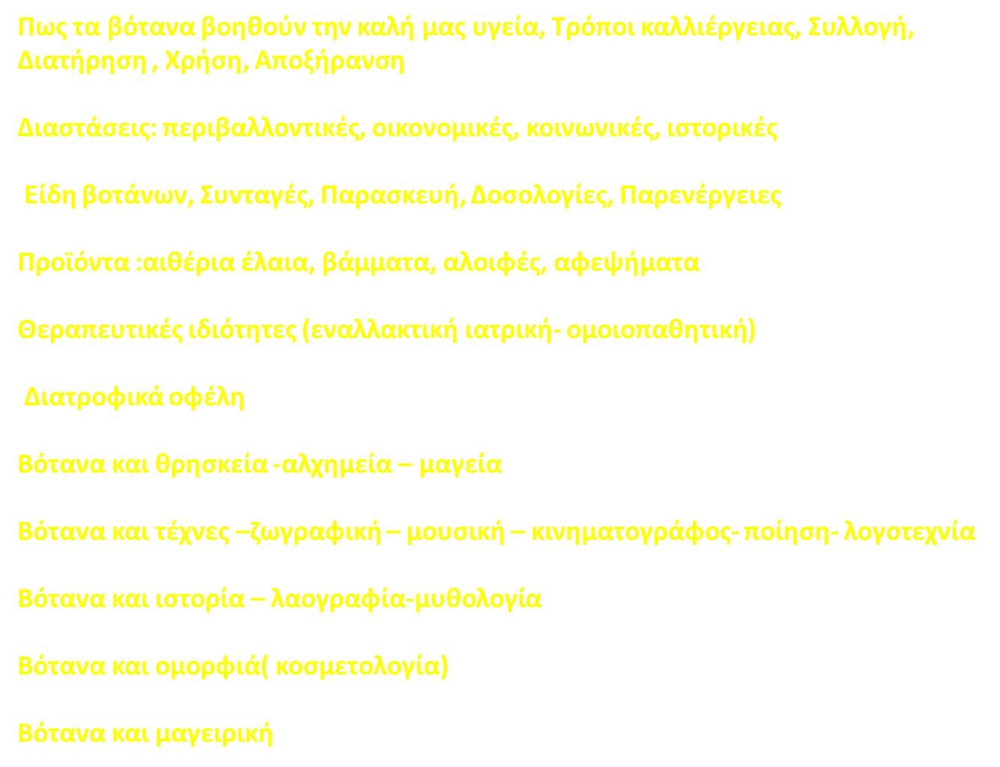 Πως τα βότανα βοηθούν την καλή μας υγεία, Τρόποι καλλιέργειας, Συλλογή,
Διατήρηση , Χρήση, Αποξήρανση
Διαστάσεις: περιβαλλοντικές, οικονομικές, κοινωνικές, ιστορικές
Είδη βοτάνων, Συνταγές, Παρασκευή, Δοσολογίες, Παρενέργειες
Προϊόντα :αιθέρια έλαια, βάμματα, αλοιφές, αφεψήματα
Θεραπευτικές ιδιότητες (εναλλακτική ιατρική- ομοιοπαθητική)
Διατροφικά οφέλη
Βότανα και θρησκεία -αλχημεία – μαγεία
Βότανα και τέχνες –ζωγραφική – μουσική – κινηματογράφος- ποίηση- λογοτεχνία
Βότανα και ιστορία – λαογραφία-μυθολογία
Βότανα και ομορφιά( κοσμετολογία)
Βότανα και μαγειρική